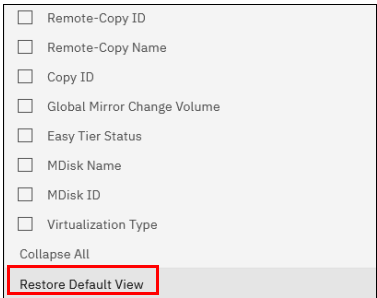 Remote-Copy ID
Remote-Copy Name
Copy ID
Global Mirror Change Volume
Easy Tier Status
MDisk Name
MDisk ID
Virtualization Type
Collapse All
Restore Default View